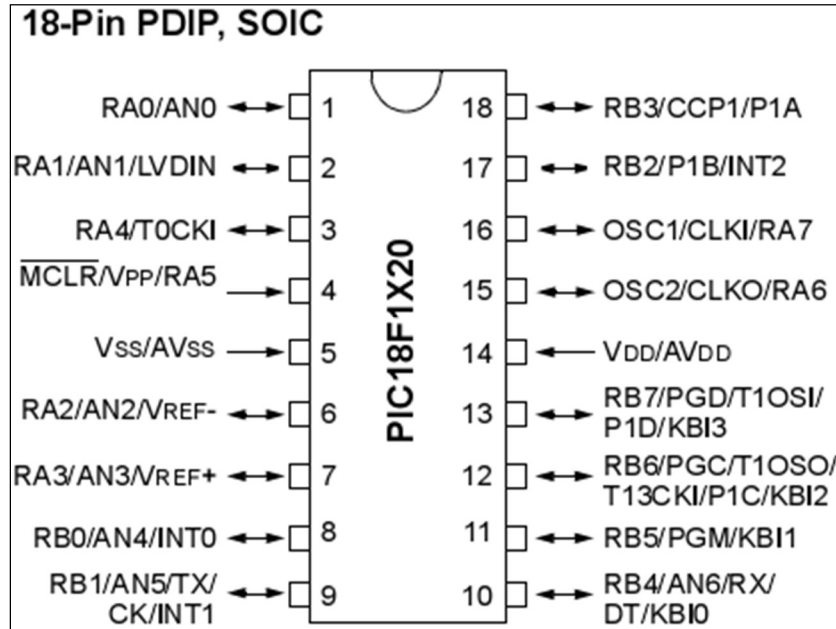 18-Pin PDIP, SOIC
RA0/AN0
1
18
RB3/CCP1/P1A
RA1/AN1/LVDIN
2
17
RB2/P1B/INT2
RA4/T0CKI
3
16
OSC1/CLKI/RA7
MCLR/VPP/RA5
4
15
OSC2/CLKO/RA6
VSS/AVSS
5
14
VDD/AVDD
RA2/AN2/VREF-
6
13
RB7/PGD/T1OSI/
P1D/KBI3
RA3/AN3/VREF+
7
12
RB6/PGC/T1OSO/
T13CKI/P1C/KBI2
RB0/AN4/INT0
8
11
RB5/PGM/KBI1
RB1/AN5/TX/
CK/INT1
9
10
RB4/AN6/RX/
DT/KBI0
PIC18F1X20